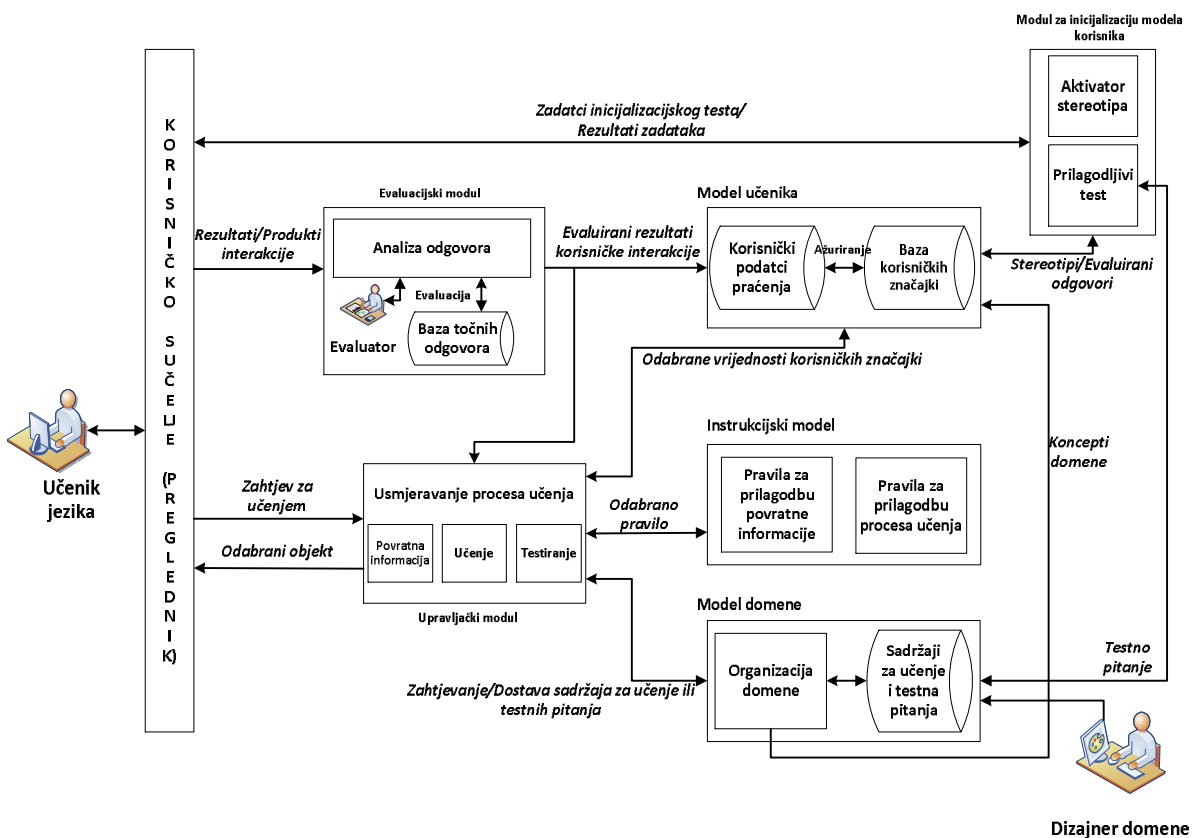 Modul za inicijalizaciju modela
korisnika
Aktivator
stereotipa
Prilagodljivi
test
Zadatci inicijalizacijskog testa/
Rezultati zadataka
KORISNIČKO SUČELJE (PREGLEDNIK)
Evaluacijski modul
Model učenika
Rezultati/Produkti
interakcije
Analiza odgovora
Evaluacija
Evaluator
Baza točnih
odgovora
Evaluirani rezultati
korisničke interakcije
Korisnički
podatci
praćenja
Ažuriranje
Baza
korisničkih
značajki
Stereotipi/Evaluirani
odgovori
Odabrane vrijednosti korisničkih značajki
Učenik
jezika
Instrukcijski model
Koncepti
domene
Zahtjev za
učenjem
Usmjeravanje procesa učenja
Povratna
informacija
Učenje
Testiranje
Odabrano
pravilo
Pravila za
prilagodbu
povratne
informacije
Pravila za
prilagodbu
procesa učenja
Odabrani objekt
Upravljački modul
Model domene
Organizacija
domene
Sadržaji
za učenje
i testna
pitanja
Testno
pitanje
Zahtjevanje/Dostava sadržaja za učenje ili
testnih pitanja
Dizajner domene